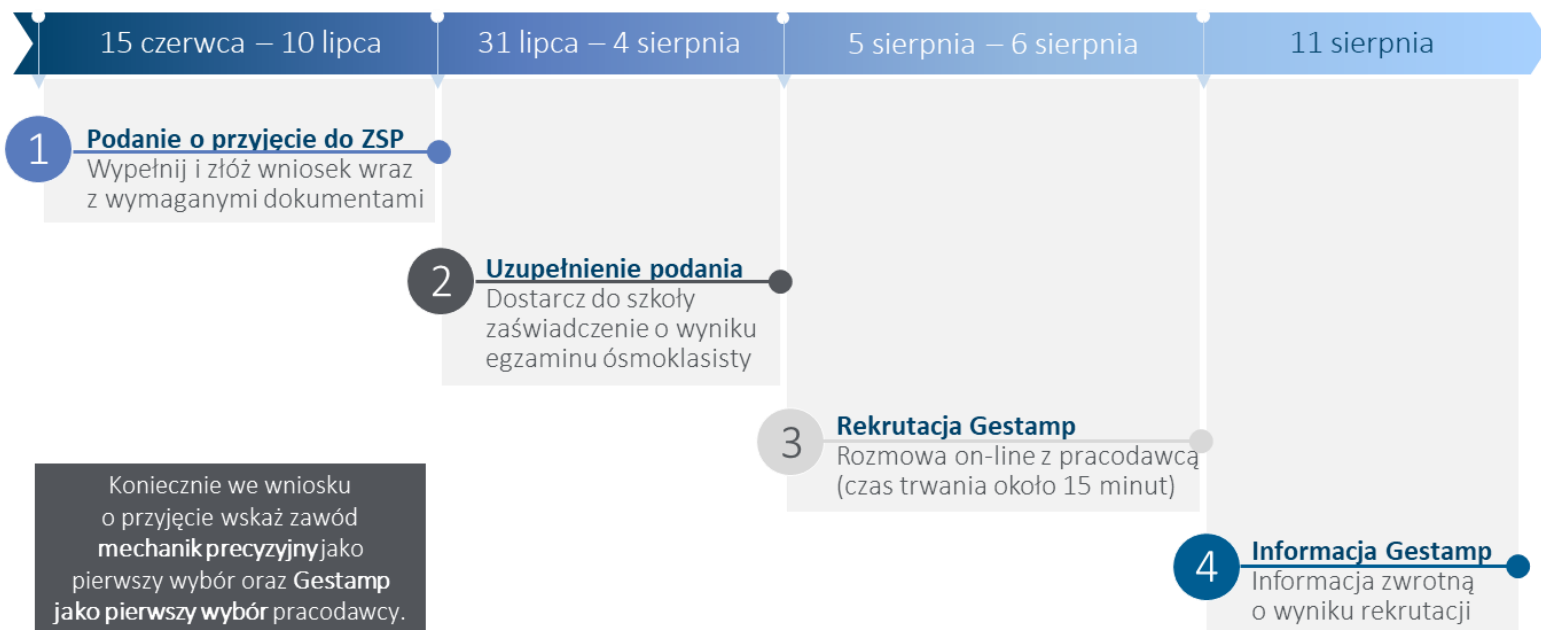 15 czerwca – 10 lipca
31 lipca – 4 sierpnia
5 sierpnia – 6 sierpnia
11 sierpnia
1
Podanie o przyjęcie do ZSP
Wypełnij i złóż wniosek wraz
z wymaganymi dokumentami
2
Uzupełnienie podania
Dostarcz do szkoły
zaświadczenie o wyniku
egzaminu ósmoklasisty
3
Rekrutacja Gestamp
Rozmowa on-line z pracodawcą
(czas trwania około 15 minut)
4
Informacja Gestamp
Informacja zwrotną
o wyniku rekrutacji
Koniecznie we wniosku
o przyjęcie wskaż zawód
mechanik precyzyjny jako
pierwszy wybór oraz Gestamp
jako pierwszy wybór pracodawcy.